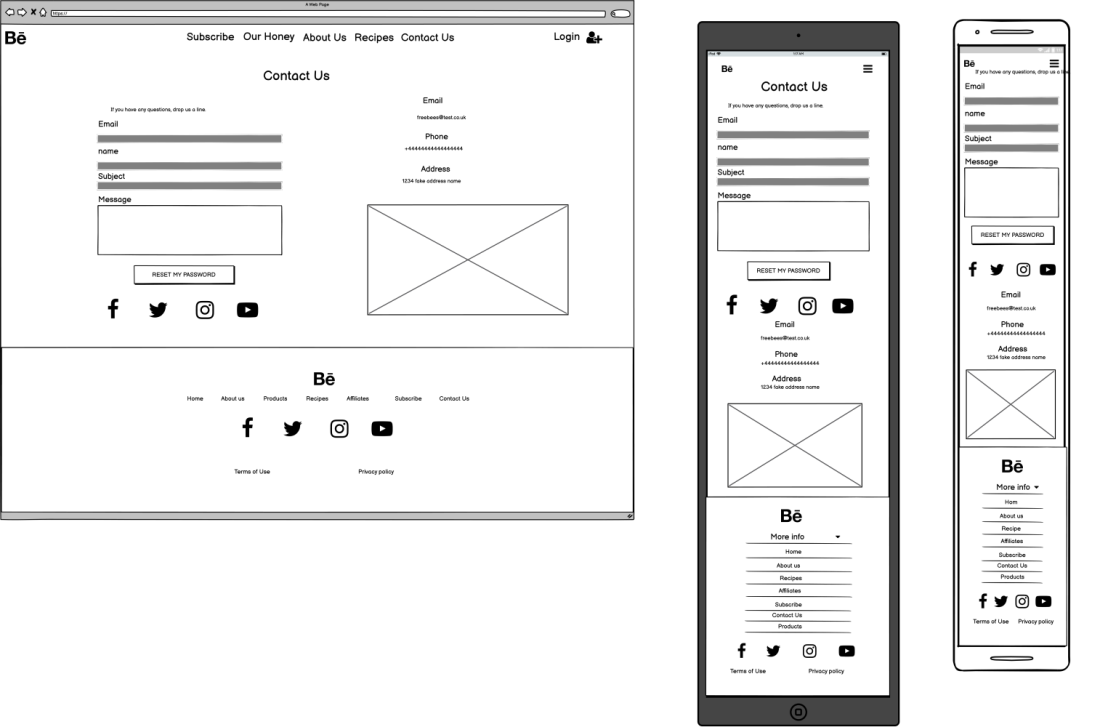 A Web Page
https://
Bē Subscribe Our Honey About Us Recipes Contact Us Login
Contact Us
If you have any questions, drop us a line.
Email
name
Subject
Message
RESET MY PASSWORD
Email
freebees@test.co.uk
Phone
Address
1234 fake address name
Bē
Home About us Products Recipes Affiliates Subscribe Contact Us
Terms of Use Privacy policy
iPad
Bē
Contact Us
If you have any questions, drop us a line.
Email
name
Subject
Message
RESET MY PASSWORD
Email
freebees@test.co.uk
Phone
Address
1234 fake address name
Bē
More info
Home
About us
Recipes
Affiliates
Subscribe
Contact Us
Products
Terms of Use Privacy policy
Bē
If you have any questions, drop us a line.
Email
name
Subject
Message
RESET MY PASSWORD
Email
freebees@test.co.uk
Phone
Address
1234 fake address name
Bē
More info
Hom
About us
Recipe
Affiliates
Subscribe
Contact Us
Products
Terms of Use Privacy policy